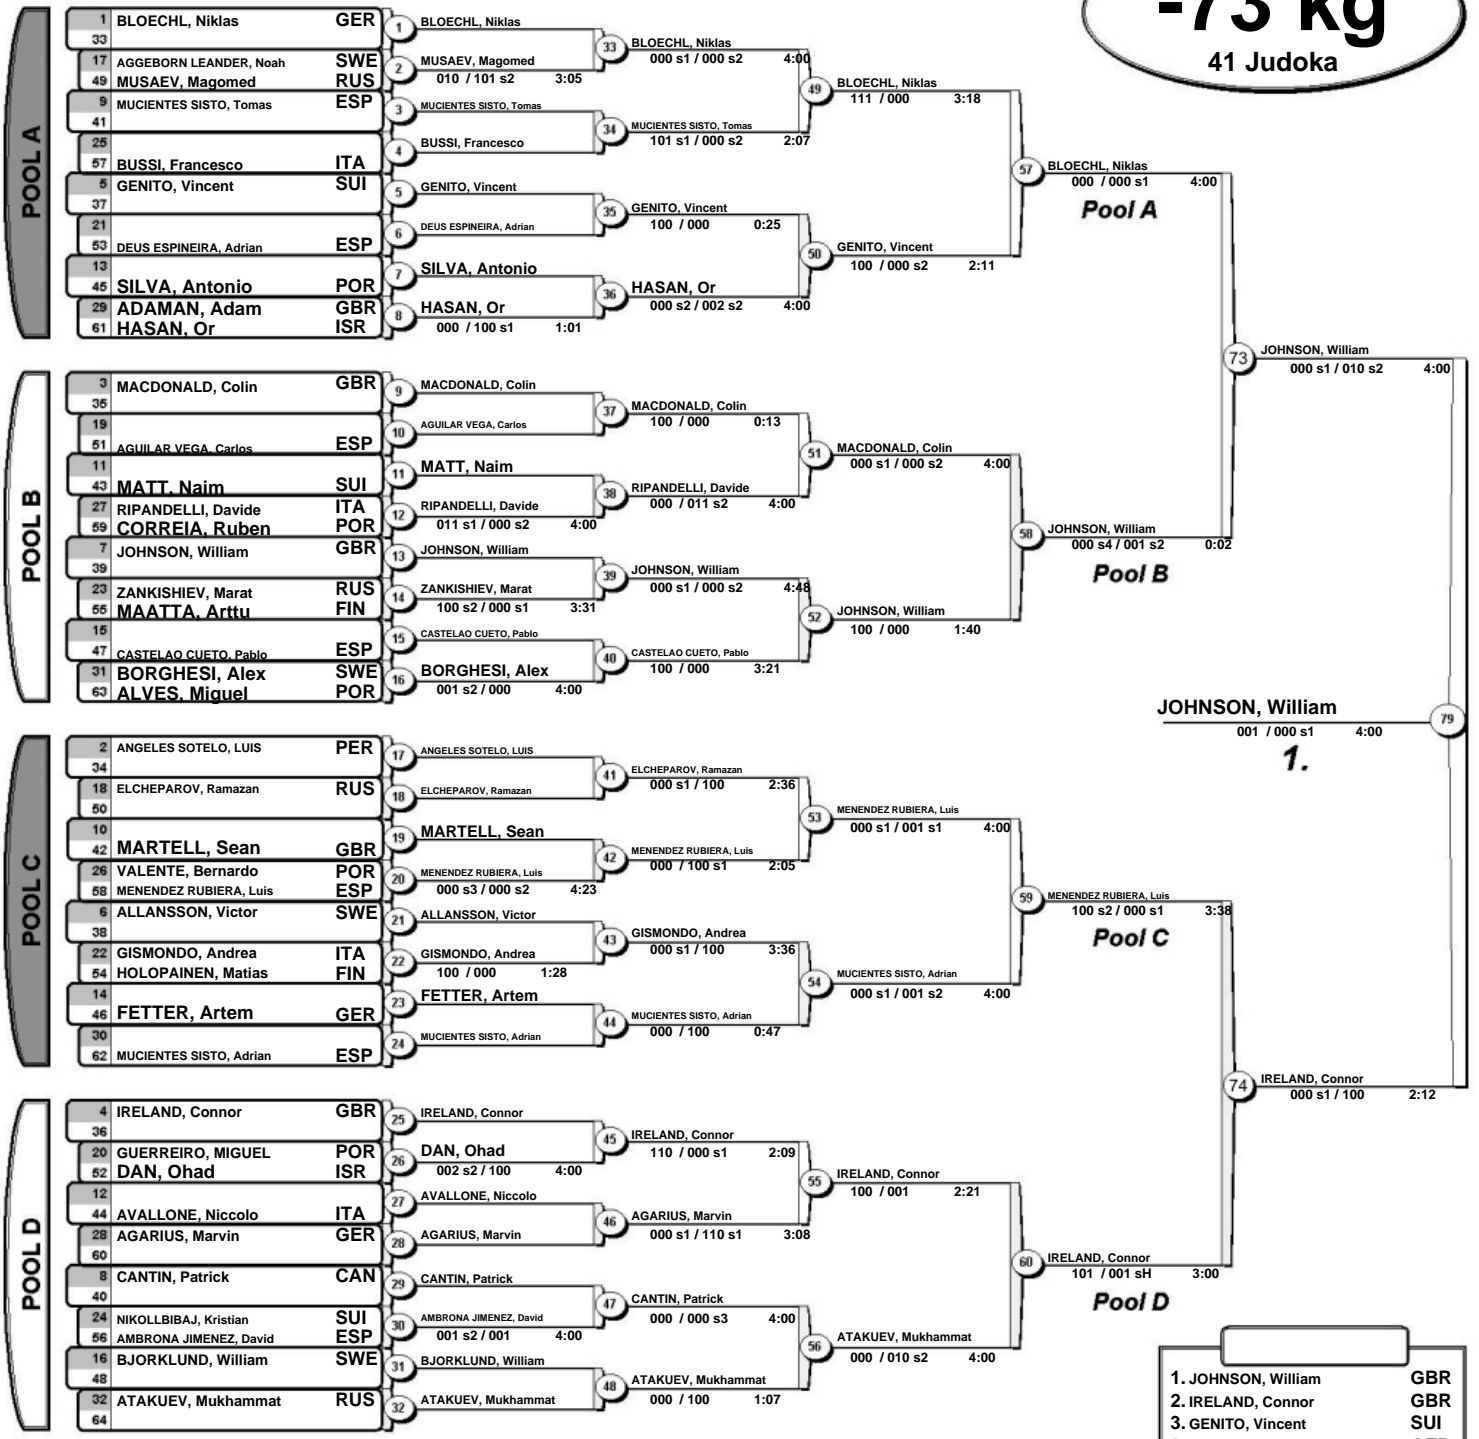 -73 kg
41 Judoka
POOL A
1 BLOECHL, Niklas GER
33
17 AGGEBORN LEANDER, Noah SWE
49 MUSAEV, Magomed RUS
9 MUCIENTES SISTO, Tomas ESP
41
25
57 BUSSI, Francesco ITA
5 GENITO, Vincent SUI
37
21
53 DEUS ESPINEIRA, Adrian ESP
13
45 SILVA, Antonio POR
29 ADAMAN, Adam GBR
61 HASAN, Or ISR
1 BLOECHL, Niklas
2 MUSAEV, Magomed
010 / 101 s2 3:05
3 MUCIENTES SISTO, Tomas
4 BUSSI, Francesco
5 GENITO, Vincent
6 DEUS ESPINEIRA, Adrian
7 SILVA, Antonio
8 HASAN, Or
000 / 100 s1 1:01
33 BLOECHL, Niklas
000 s1 / 000 s2 4:00
34 MUCIENTES SISTO, Tomas
101 s1 / 000 s2 2:07
35 GENITO, Vincent
100 / 000 0:25
36 HASAN, Or
000 s2 / 002 s2 4:00
49 BLOECHL, Niklas
111 / 000 3:18
50 GENITO, Vincent
100 / 000 s2 2:11
57 BLOECHL, Niklas
000 / 000 s1 4:00
Pool A
POOL B
3 MACDONALD, Colin GBR
35
19
51 AGUILAR VEGA, Carlos ESP
11
43 MATT, Naim SUI
27 RIPANDELLI, Davide ITA
59 CORREIA, Ruben POR
7 JOHNSON, William GBR
39
23 ZANKISHIEV, Marat RUS
55 MAATTA, Arttu FIN
15
47 CASTELAO CUETO, Pablo ESP
31 BORGHESI, Alex SWE
63 ALVES, Miguel POR
9 MACDONALD, Colin
10 AGUILAR VEGA, Carlos
11 MATT, Naim
12 RIPANDELLI, Davide
011 s1 / 000 s2 4:00
13 JOHNSON, William
14 ZANKISHIEV, Marat
100 s2 / 000 s1 3:31
15 CASTELAO CUETO, Pablo
16 BORGHESI, Alex
001 s2 / 000 4:00
37 MACDONALD, Colin
100 / 000 0:13
38 RIPANDELLI, Davide
000 / 011 s2 4:00
39 JOHNSON, William
000 s1 / 000 s2 4:48
40 CASTELAO CUETO, Pablo
100 / 000 3:21
51 MACDONALD, Colin
000 s1 / 000 s2 4:00
52 JOHNSON, William
100 / 000 1:40
58 JOHNSON, William
000 s4 / 001 s2 0:02
Pool B
73 JOHNSON, William
000 s1 / 010 s2 4:00
JOHNSON, William 79
001 / 000 s1 4:00
1.
POOL C
2 ANGELES SOTELO, LUIS PER
34
18 ELCHEPAROV, Ramazan RUS
50
10
42 MARTELL, Sean GBR
26 VALENTE, Bernardo POR
58 MENENDEZ RUBIERA, Luis ESP
6 ALLANSSON, Victor SWE
38
22 GISMONDO, Andrea ITA
54 HOLOPAINEN, Matias FIN
14
46 FETTER, Artem GER
30
62 MUCIENTES SISTO, Adrian ESP
17 ANGELES SOTELO, LUIS
18 ELCHEPAROV, Ramazan
19 MARTELL, Sean
20 MENENDEZ RUBIERA, Luis
000 s3 / 000 s2 4:23
21 ALLANSSON, Victor
22 GISMONDO, Andrea
100 / 000 1:28
23 FETTER, Artem
24 MUCIENTES SISTO, Adrian
41 ELCHEPAROV, Ramazan
000 s1 / 100 2:36
42 MENENDEZ RUBIERA, Luis
000 / 100 s1 2:05
43 GISMONDO, Andrea
000 s1 / 100 3:36
44 MUCIENTES SISTO, Adrian
000 / 100 0:47
53 MENENDEZ RUBIERA, Luis
000 s1 / 001 s1 4:00
54 MUCIENTES SISTO, Adrian
000 s1 / 001 s2 4:00
59 MENENDEZ RUBIERA, Luis
100 s2 / 000 s1 3:38
Pool C
POOL D
4 IRELAND, Connor GBR
36
20 GUERREIRO, MIGUEL POR
52 DAN, Ohad ISR
12
44 AVALLONE, Niccolo ITA
28 AGARIUS, Marvin GER
60
8 CANTIN, Patrick CAN
40
24 NIKOLLBIBAJ, Kristian SUI
56 AMBRONA JIMENEZ, David ESP
16 BJORKLUND, William SWE
48
32 ATAKUEV, Mukhammat RUS
64
25 IRELAND, Connor
26 DAN, Ohad
002 s2 / 100 4:00
27 AVALLONE, Niccolo
28 AGARIUS, Marvin
29 CANTIN, Patrick
30 AMBRONA JIMENEZ, David
001 s2 / 001 4:00
31 BJORKLUND, William
32 ATAKUEV, Mukhammat
45 IRELAND, Connor
110 / 000 s1 2:09
46 AGARIUS, Marvin
000 s1 / 110 s1 3:08
47 CANTIN, Patrick
000 / 000 s3 4:00
48 ATAKUEV, Mukhammat
000 / 100 1:07
55 IRELAND, Connor
100 / 001 2:21
56 ATAKUEV, Mukhammat
000 / 010 s2 4:00
60 IRELAND, Connor
101 / 001 sH 3:00
Pool D
74 IRELAND, Connor
000 s1 / 100 2:12
1. JOHNSON, William GBR
2. IRELAND, Connor GBR
3. GENITO, Vincent SUI